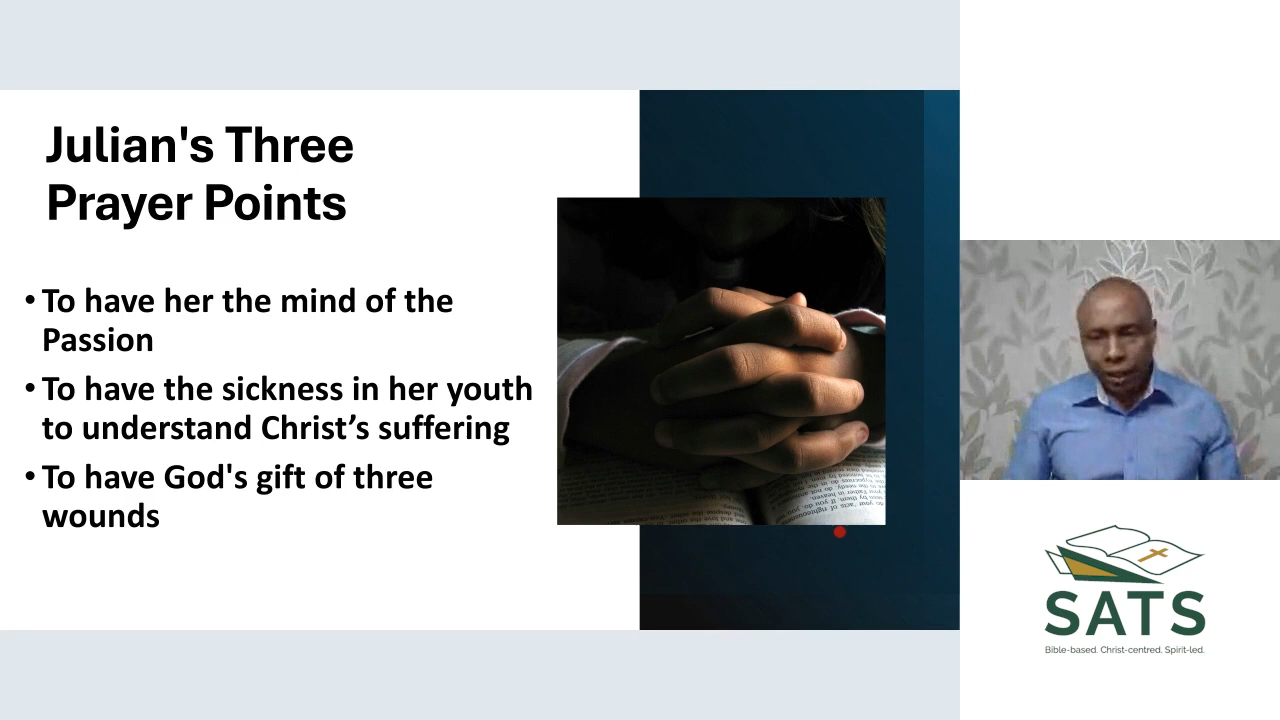 Julian's Three
Prayer Points
• To have her the mind of the
Passion
• To have the sickness in her youth
to understand Christ’s suffering
• To have God's gift of three
wounds
SATS
Bible-based. Christ-centred. Spirit-led.